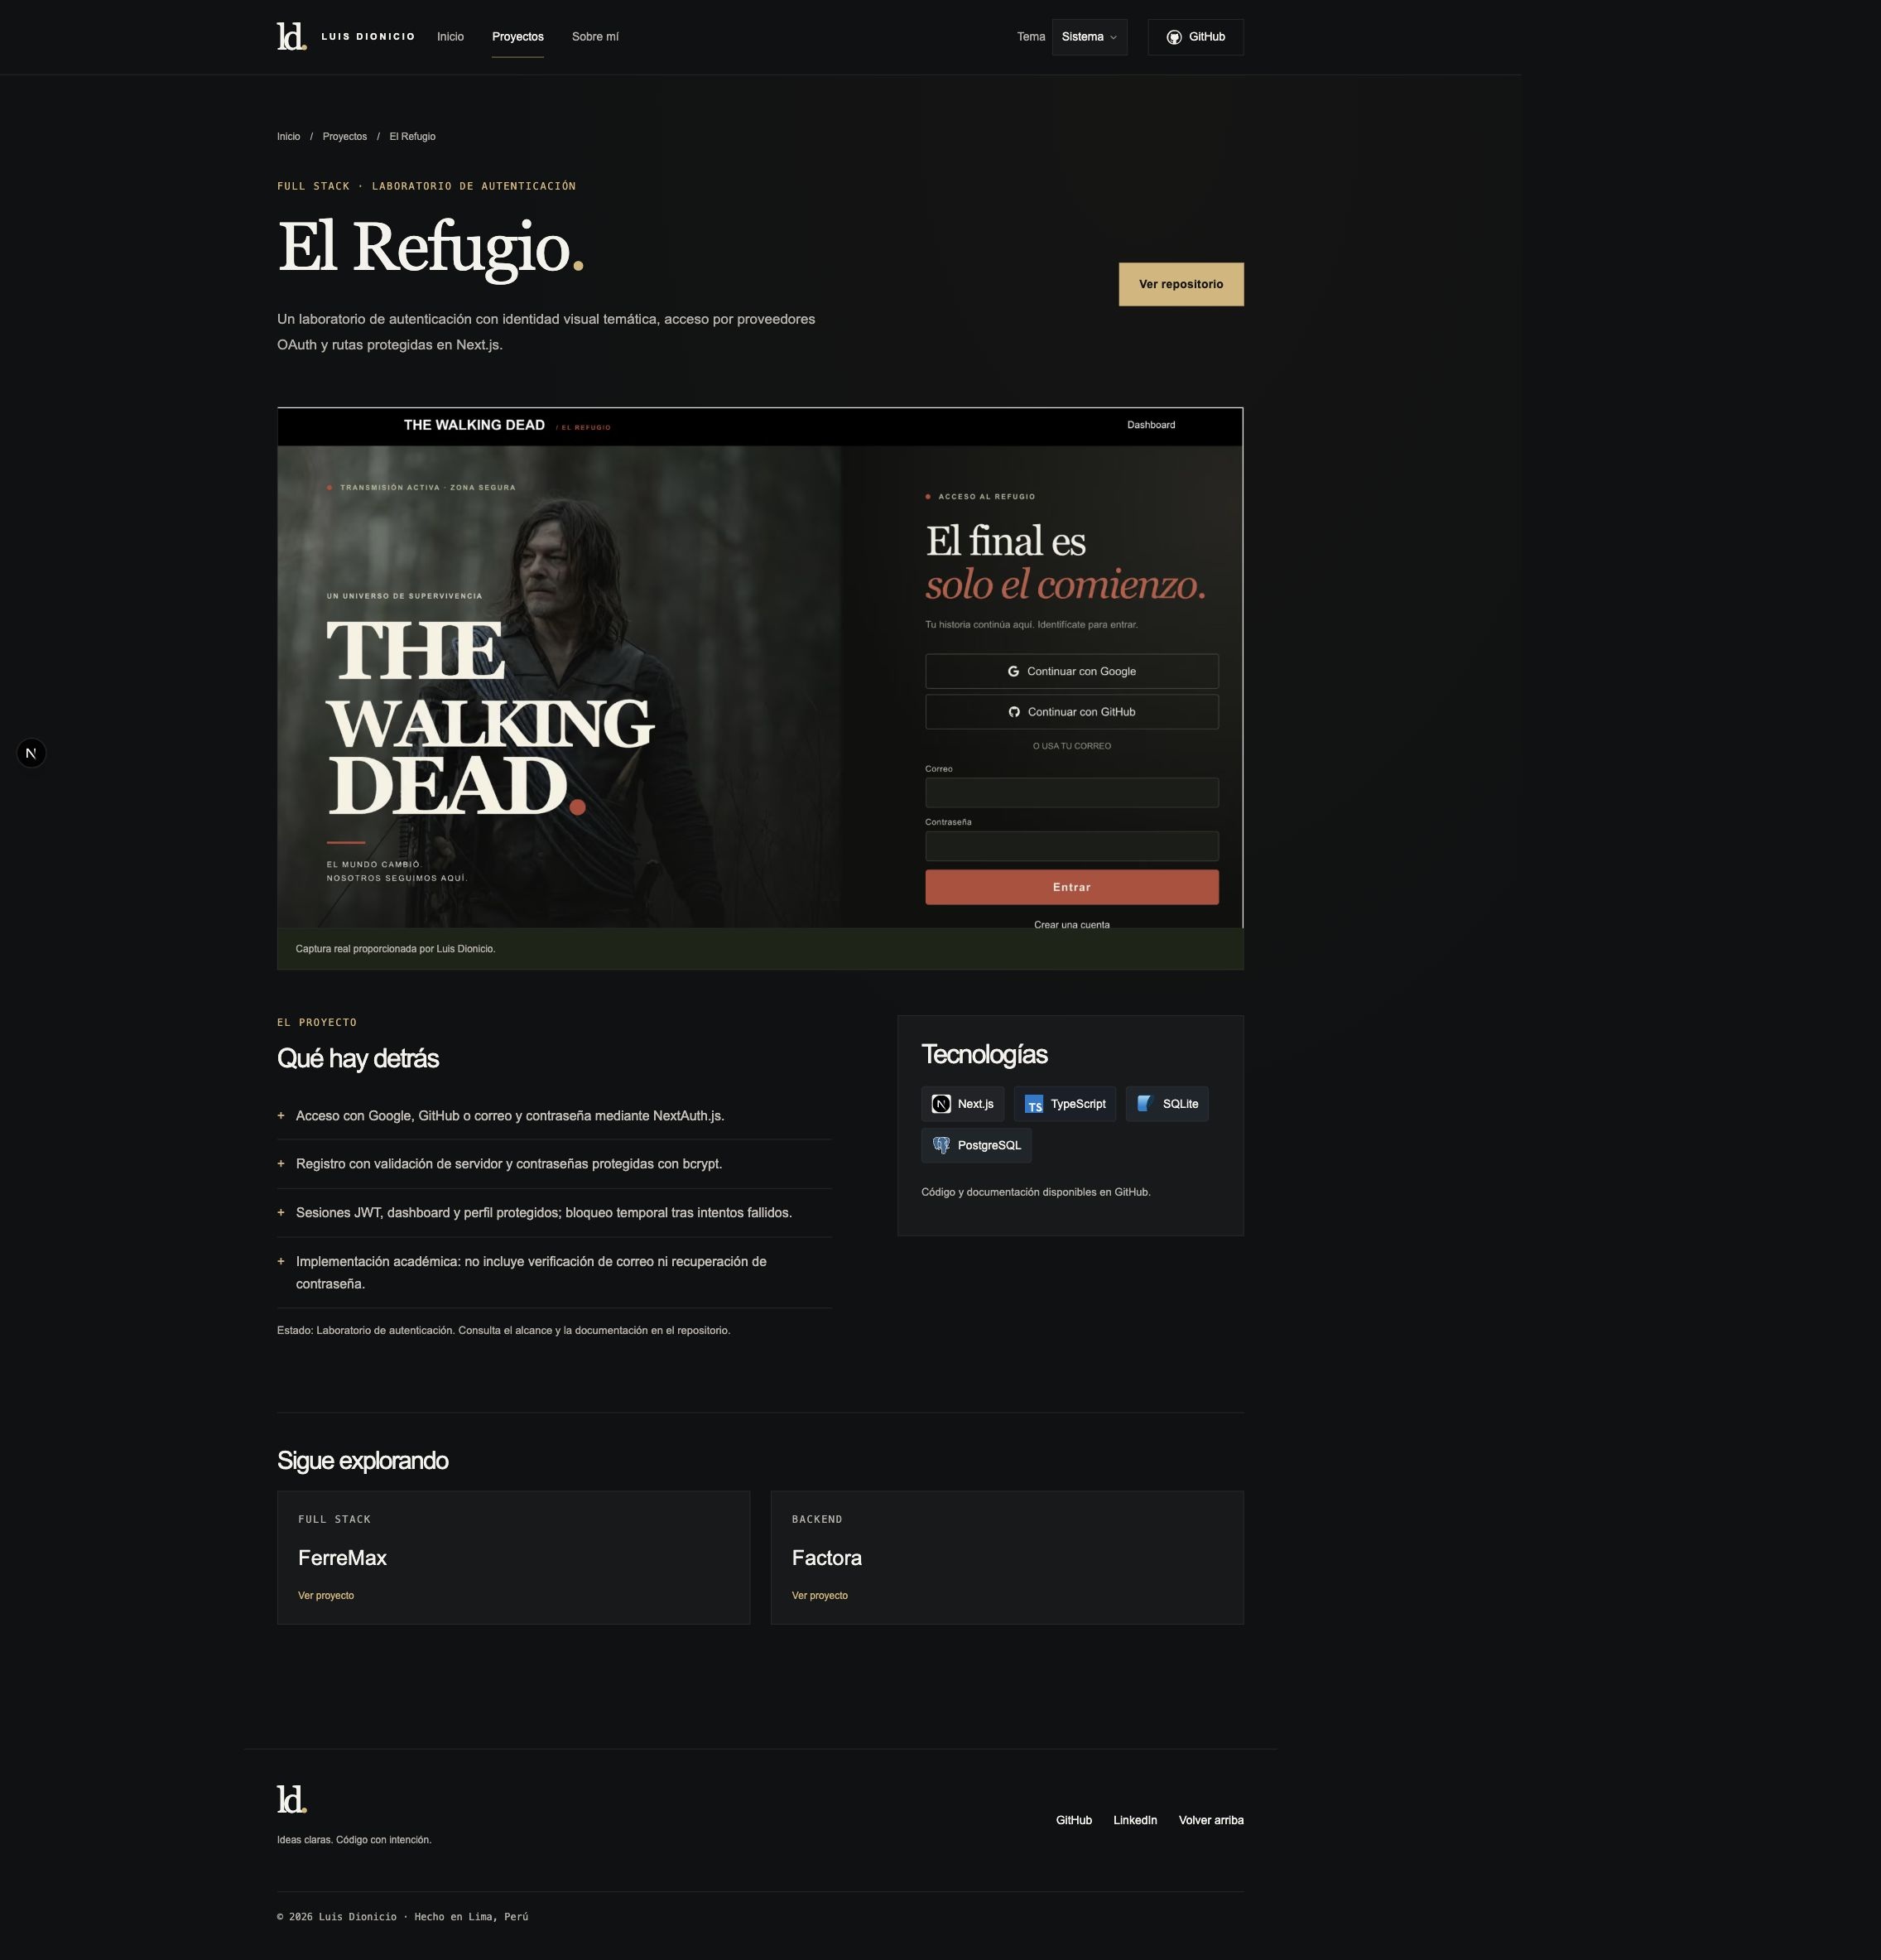 ld.
LUIS DIONICIO
Inicio
Proyectos
Sobre mí
Tema
Sistema
GitHub
Inicio / Proyectos / El Refugio
FULL STACK · LABORATORIO DE AUTENTICACIÓN
El Refugio.
Un laboratorio de autenticación con identidad visual temática, acceso por proveedores
OAuth y rutas protegidas en Next.js.
Ver repositorio
THE WALKING DEAD / EL REFUGIO
Dashboard
TRANSMISIÓN ACTIVA · ZONA SEGURA
UN UNIVERSO DE SUPERVIVENCIA
THE
WALKING
DEAD.
EL MUNDO CAMBIÓ.
NOSOTROS SEGUIMOS AQUÍ.
ACCESO AL REFUGIO
El final es
solo el comienzo.
Tu historia continúa aquí. Identifícate para entrar.
Continuar con Google
Continuar con GitHub
O USA TU CORREO
Correo
Contraseña
Entrar
Crear una cuenta
Captura real proporcionada por Luis Dionicio.
N
EL PROYECTO
Qué hay detrás
+ Acceso con Google, GitHub o correo y contraseña mediante NextAuth.js.
+ Registro con validación de servidor y contraseñas protegidas con bcrypt.
+ Sesiones JWT, dashboard y perfil protegidos; bloqueo temporal tras intentos fallidos.
+ Implementación académica: no incluye verificación de correo ni recuperación de
contraseña.
Estado: Laboratorio de autenticación. Consulta el alcance y la documentación en el repositorio.
Tecnologías
N Next.js
TS TypeScript
SQLite
PostgreSQL
Código y documentación disponibles en GitHub.
Sigue explorando
FULL STACK
FerreMax
Ver proyecto
BACKEND
Factora
Ver proyecto
ld.
Ideas claras. Código con intención.
GitHub
LinkedIn
Volver arriba
© 2026 Luis Dionicio · Hecho en Lima, Perú